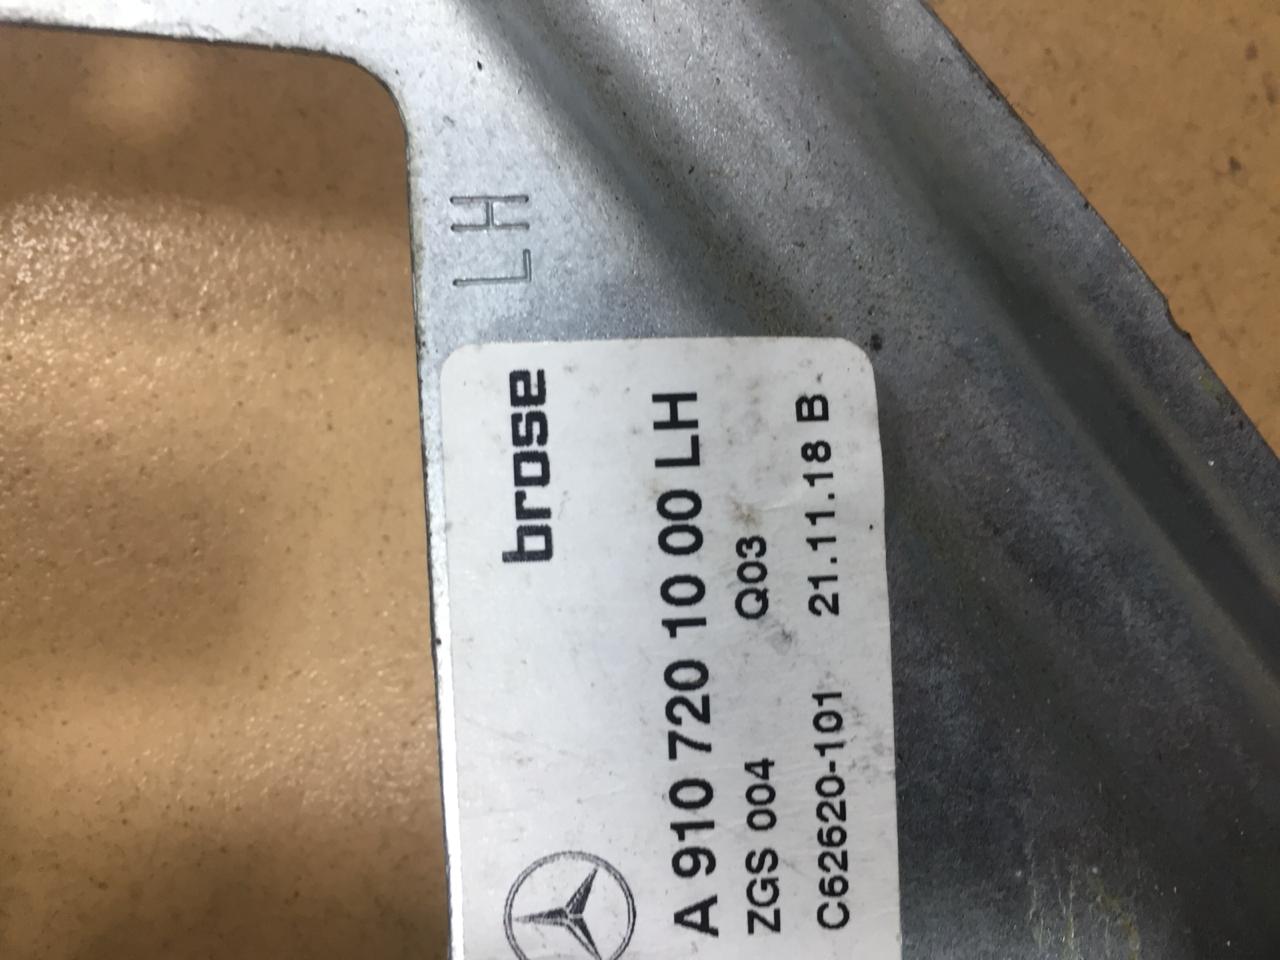 LH
brose
A 910 720 10 00 LH
ZGS 004 Q03
C62620-101 21.11.18 B